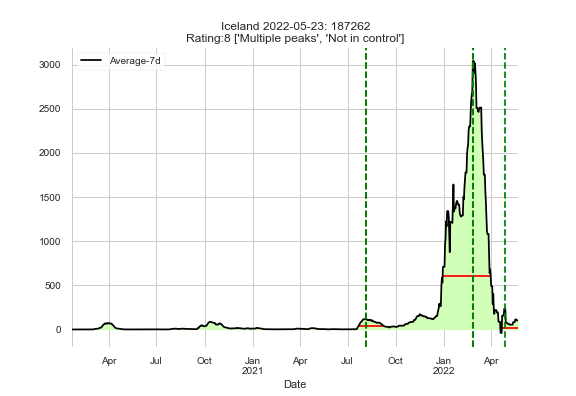 Iceland 2022-05-23: 187262
Rating:8 ['Multiple peaks', 'Not in control']
Average-7d
3000
2500
2000
1500
1000
500
0
Apr Jul Oct Jan Apr Jul Oct Jan Apr
2021 2022
Date